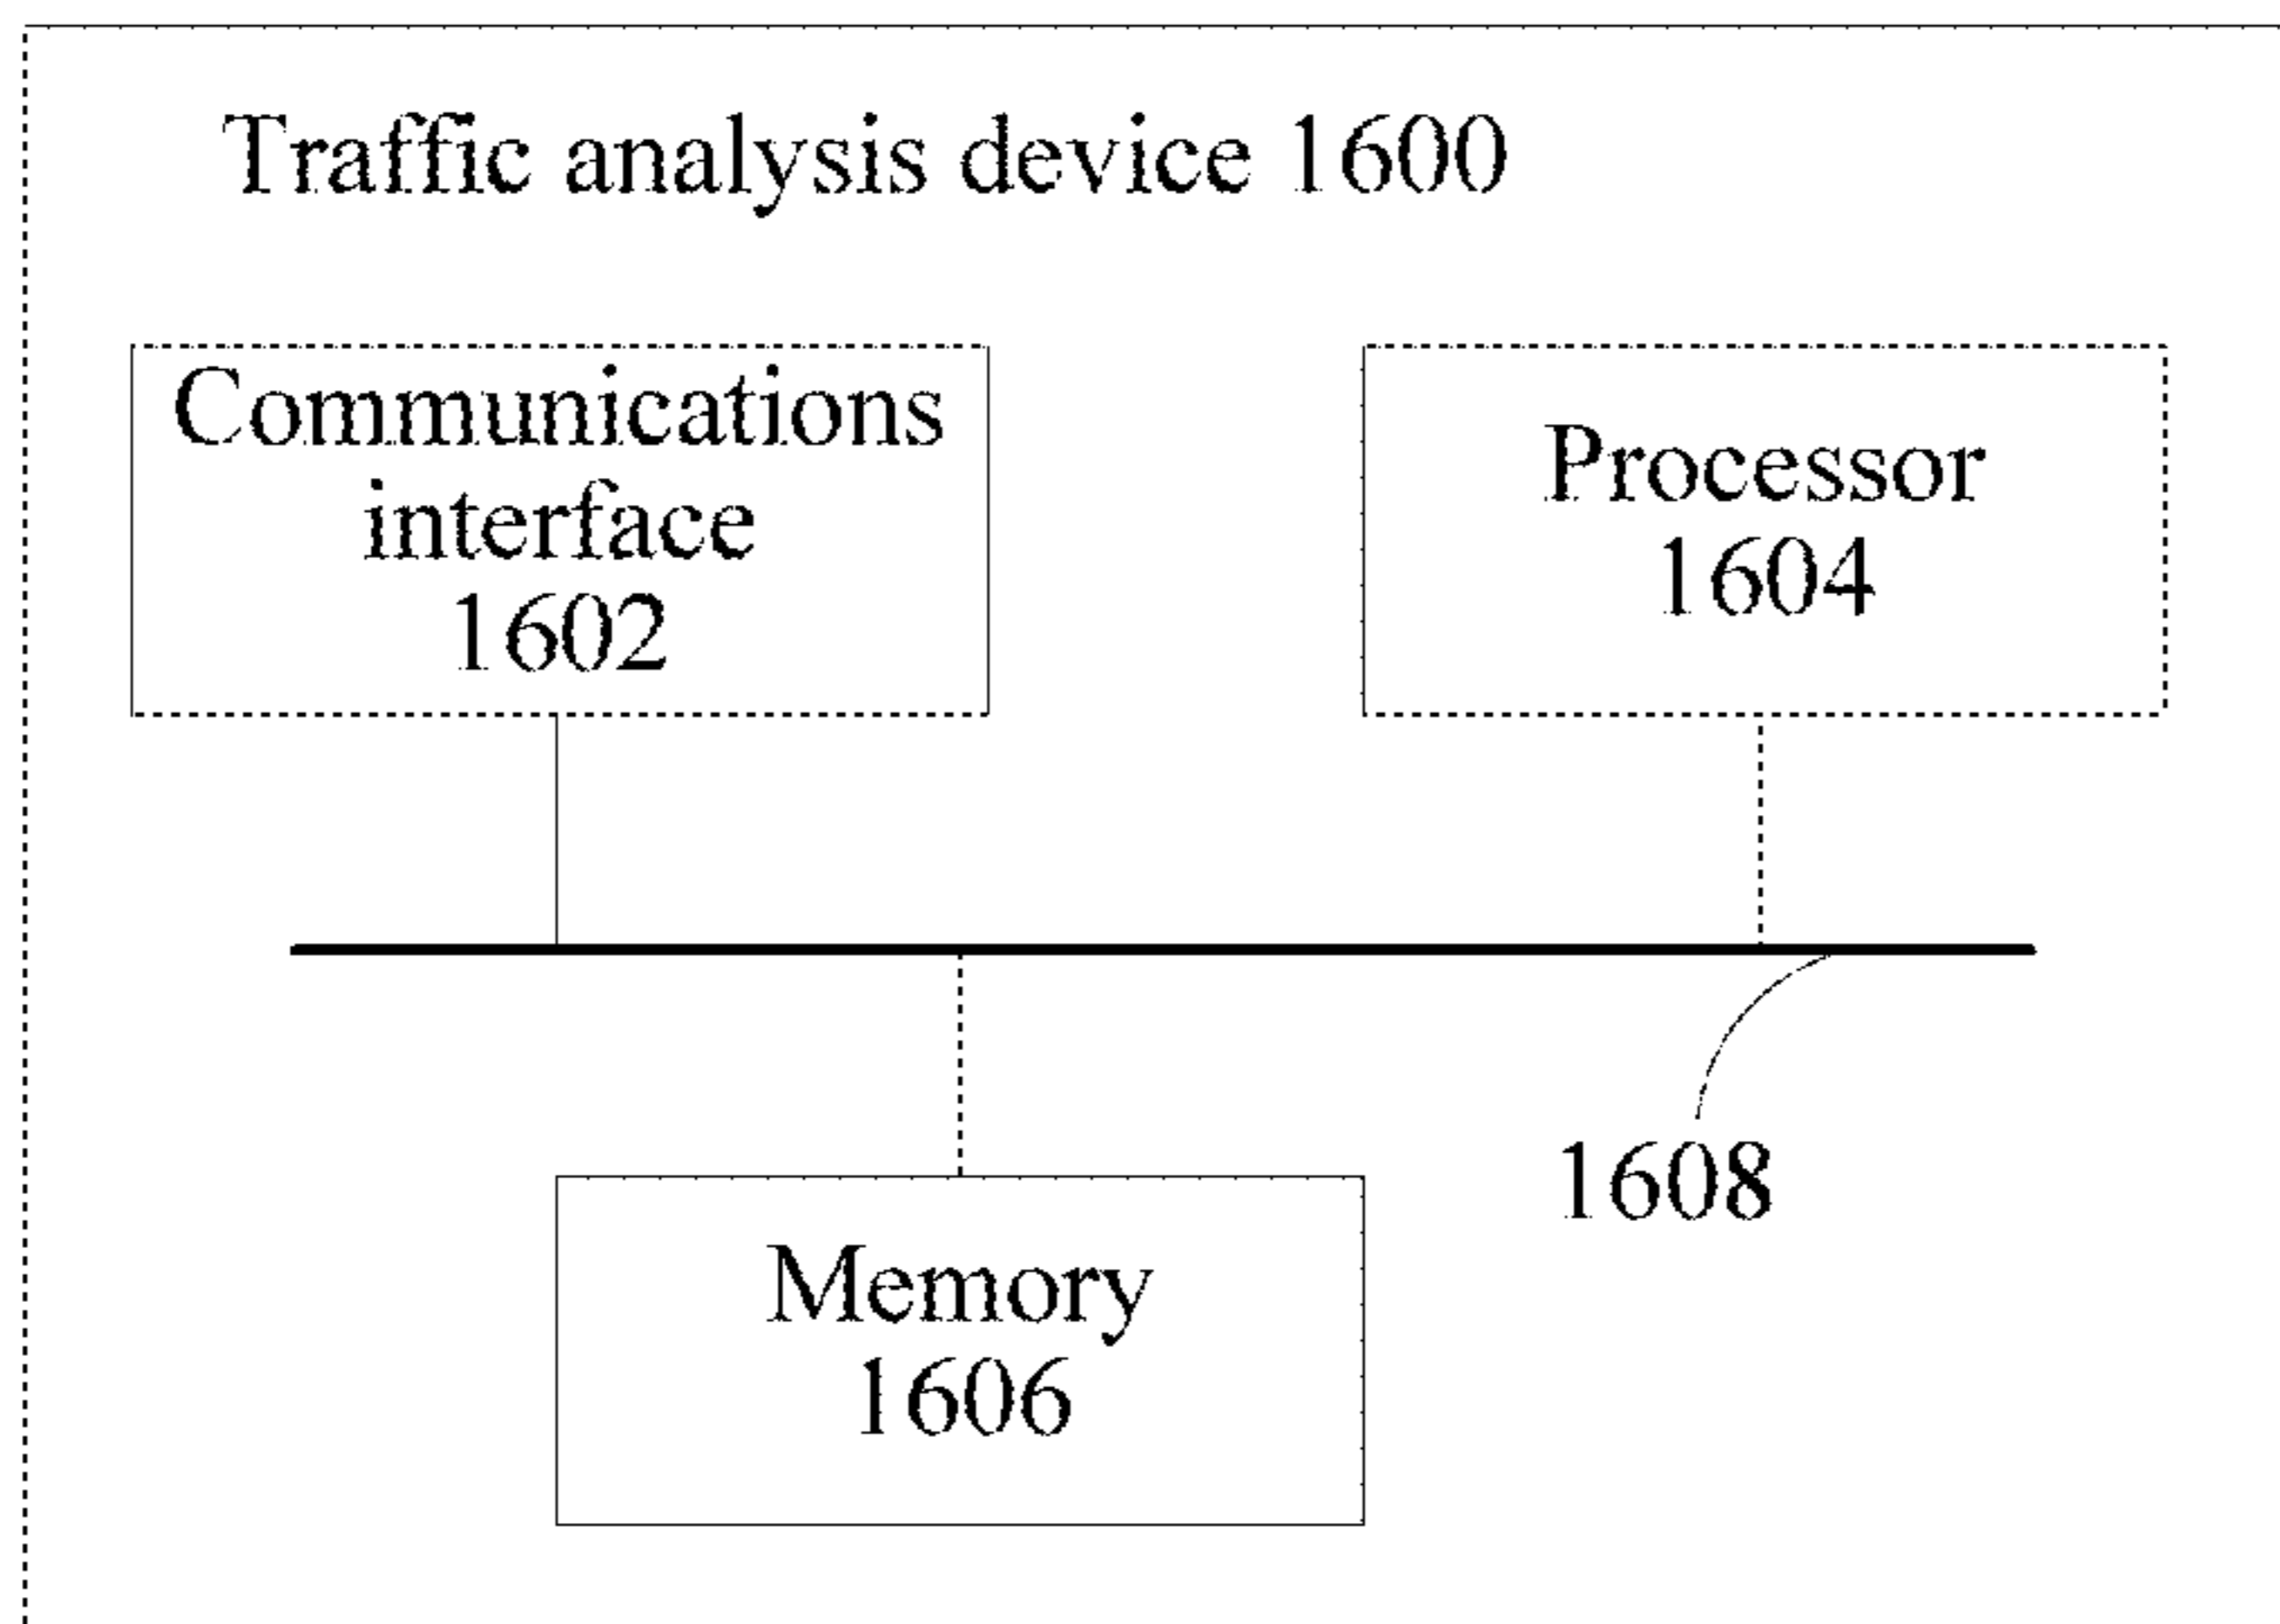 Traffic analysis device 1600
Communications
interface
1602
Processor
1604
1608
Memory
1606